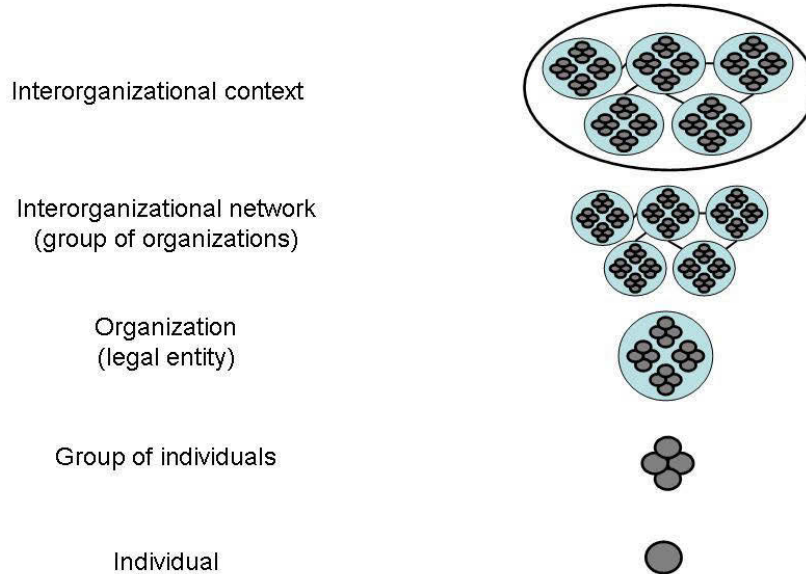 Interorganizational context
Interorganizational network
(group of organizations)
Organization
(legal entity)
Group of individuals
Individual